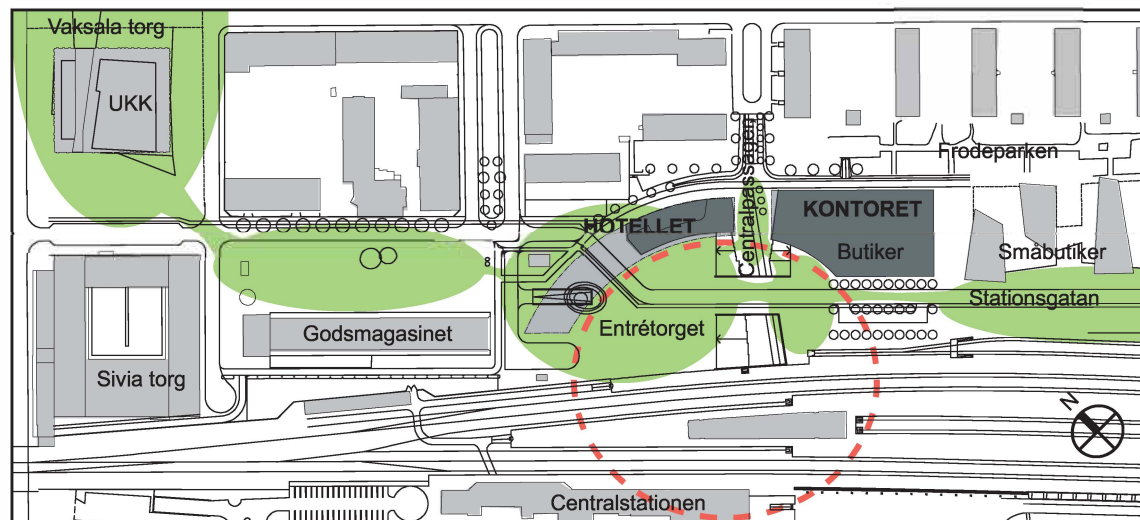 Vaksala torg
UKK
Centralpassagen
Frodeparken
HOTELLET
KONTORET
Butiker
Småbutiker
Stationsgatan
Godsmagasinet
Entrétorget
Sivia torg
N
Centralstationen